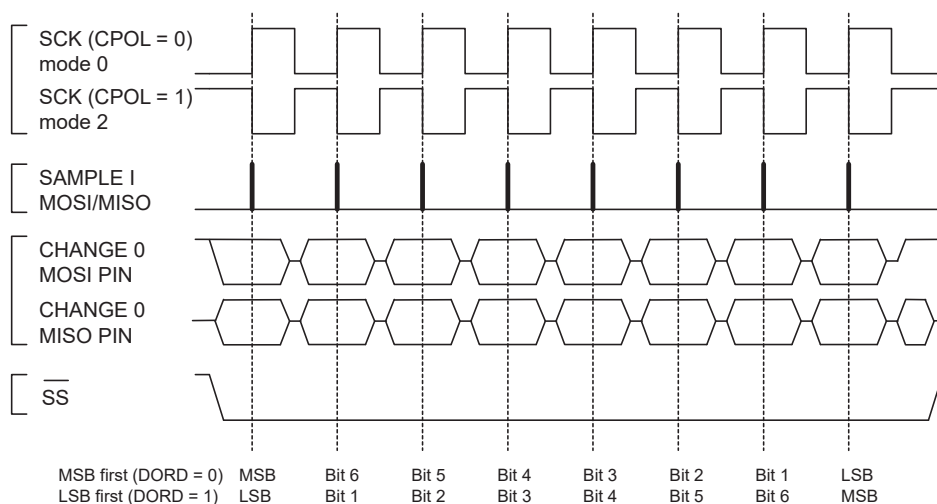 SCK (CPOL = 0)
mode 0
SCK (CPOL = 1)
mode 2
SAMPLE I
MOSI/MISO
CHANGE 0
MOSI PIN
CHANGE 0
MISO PIN
SS
MSB first (DORD = 0) MSB Bit 6 Bit 5 Bit 4 Bit 3 Bit 2 Bit 1 LSB
LSB first (DORD = 1) LSB Bit 1 Bit 2 Bit 3 Bit 4 Bit 5 Bit 6 MSB